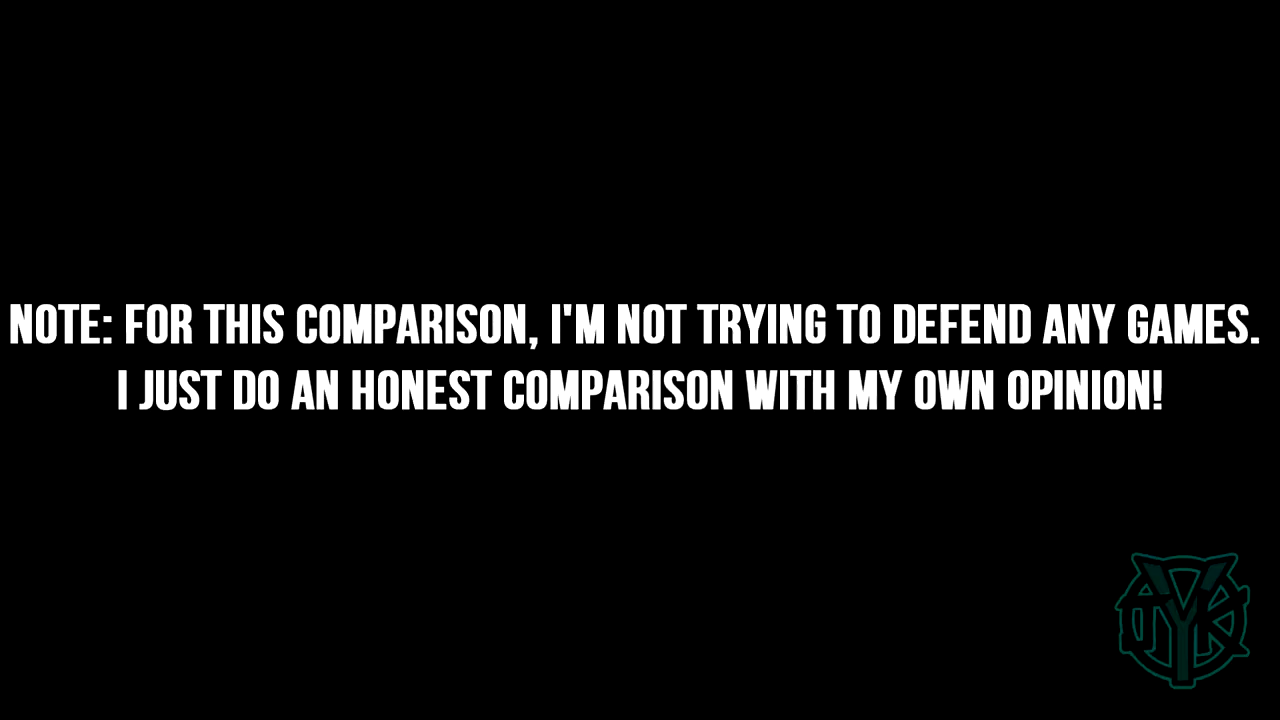 NOTE: FOR THIS COMPARISON, I'M NOT TRYING TO DEFEND ANY GAMES.
I JUST DO AN HONEST COMPARISON WITH MY OWN OPINION!